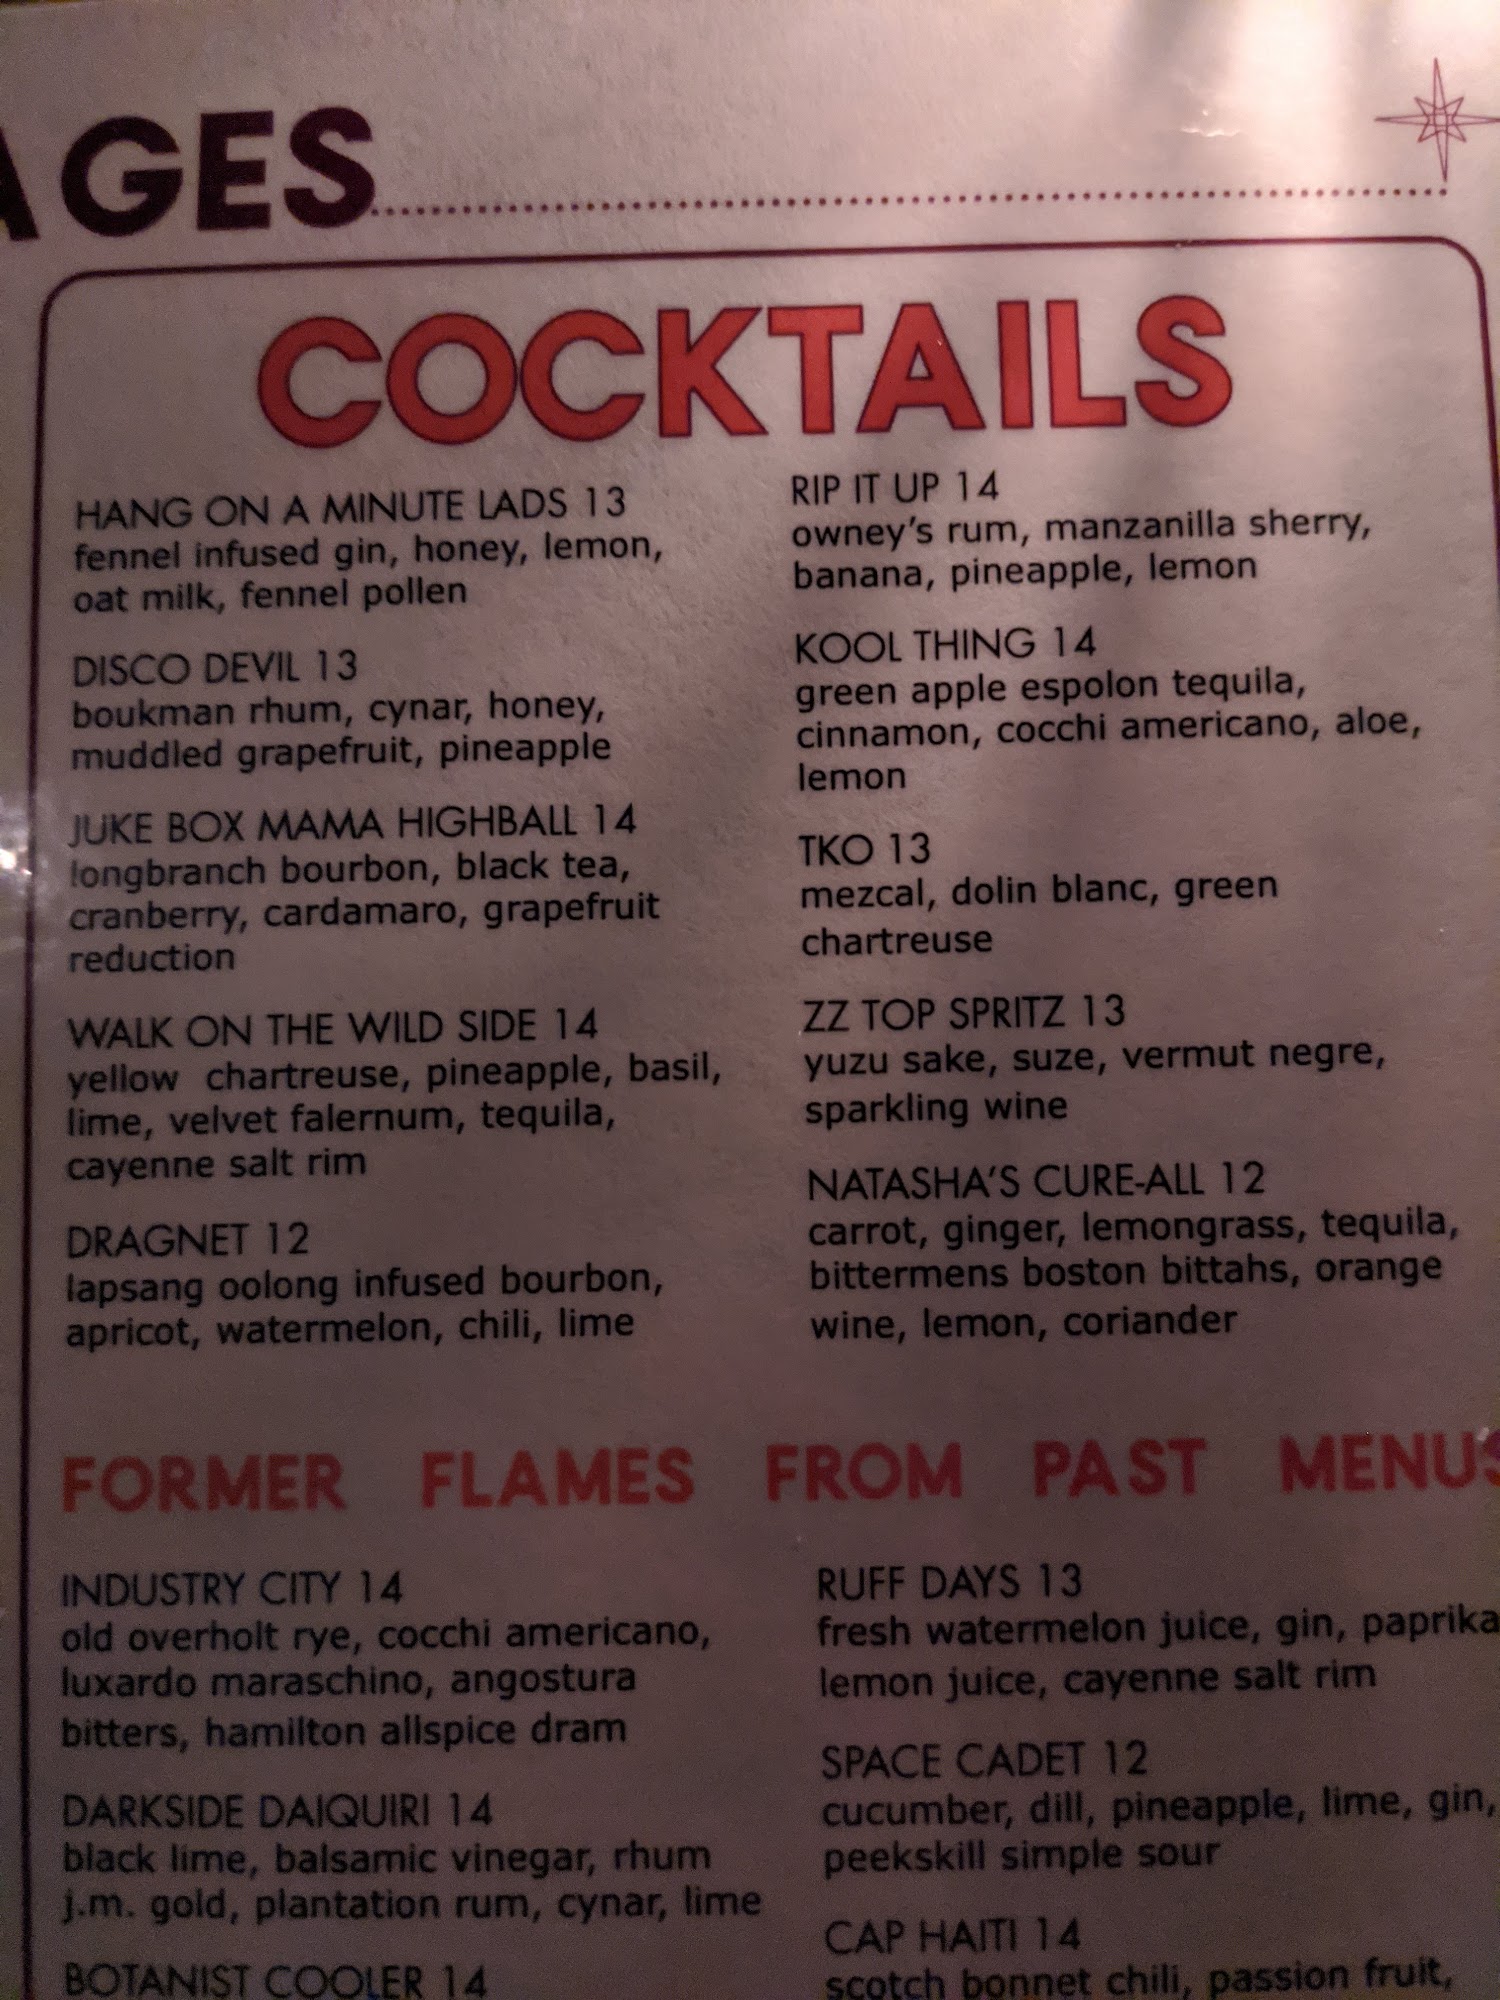 AGES
COCKTAILS
HANG ON A MINUTE LADS 13
fennel infused gin, honey, lemon,
oat milk, fennel pollen
DISCO DEVIL 13
boukman rhum, cynar, honey,
muddled grapefruit, pineapple
JUKE BOX MAMA HIGHBALL 14
longbranch bourbon, black tea,
cranberry, cardamaro, grapefruit
reduction
WALK ON THE WILD SIDE 14
yellow chartreuse, pineapple, basil,
lime, velvet falernum, tequila,
cayenne salt rim
DRAGNET 12
lapsang oolong infused bourbon,
apricot, watermelon, chili, lime
RIP IT UP 14
owney's rum, manzanilla sherry,
banana, pineapple, lemon
KOOL THING 14
green apple espolon tequila,
cinnamon, cocchi americano, aloe,
lemon
TKO 13
mezcal, dolin blanc, green
chartreuse
ZZ TOP SPRITZ 13
yuzu sake, suze, vermut negre,
sparkling wine
NATASHA'S CURE-ALL 12
carrot, ginger, lemongrass, tequila,
bittermens boston bittahs, orange
wine, lemon, coriander
FORMER FLAMES FROM PAST MENUS
INDUSTRY CITY 14
old overholt rye, cocchi americano,
luxardo maraschino, angostura
bitters, hamilton allspice dram
DARKSIDE DAIQUIRI 14
black lime, balsamic vinegar, rhum
j.m. gold, plantation rum, cynar, lime
BOTANIST COOLER 14
RUFF DAYS 13
fresh watermelon juice, gin, paprika
lemon juice, cayenne salt rim
SPACE CADET 12
cucumber, dill, pineapple, lime, gin,
peekskill simple sour
CAP HAITI 14
scotch bonnet chili, passion fruit,